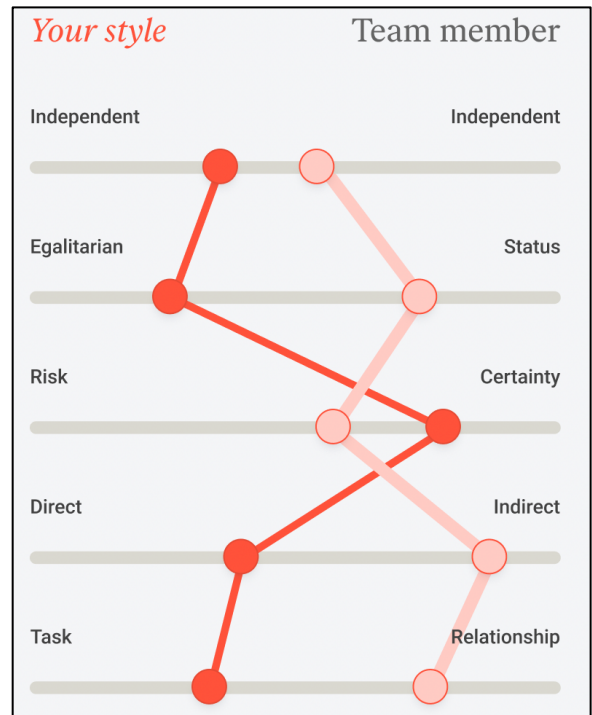 Your style Team member
Independent Independent
Egalitarian Status
Risk Certainty
Direct Indirect
Task Relationship